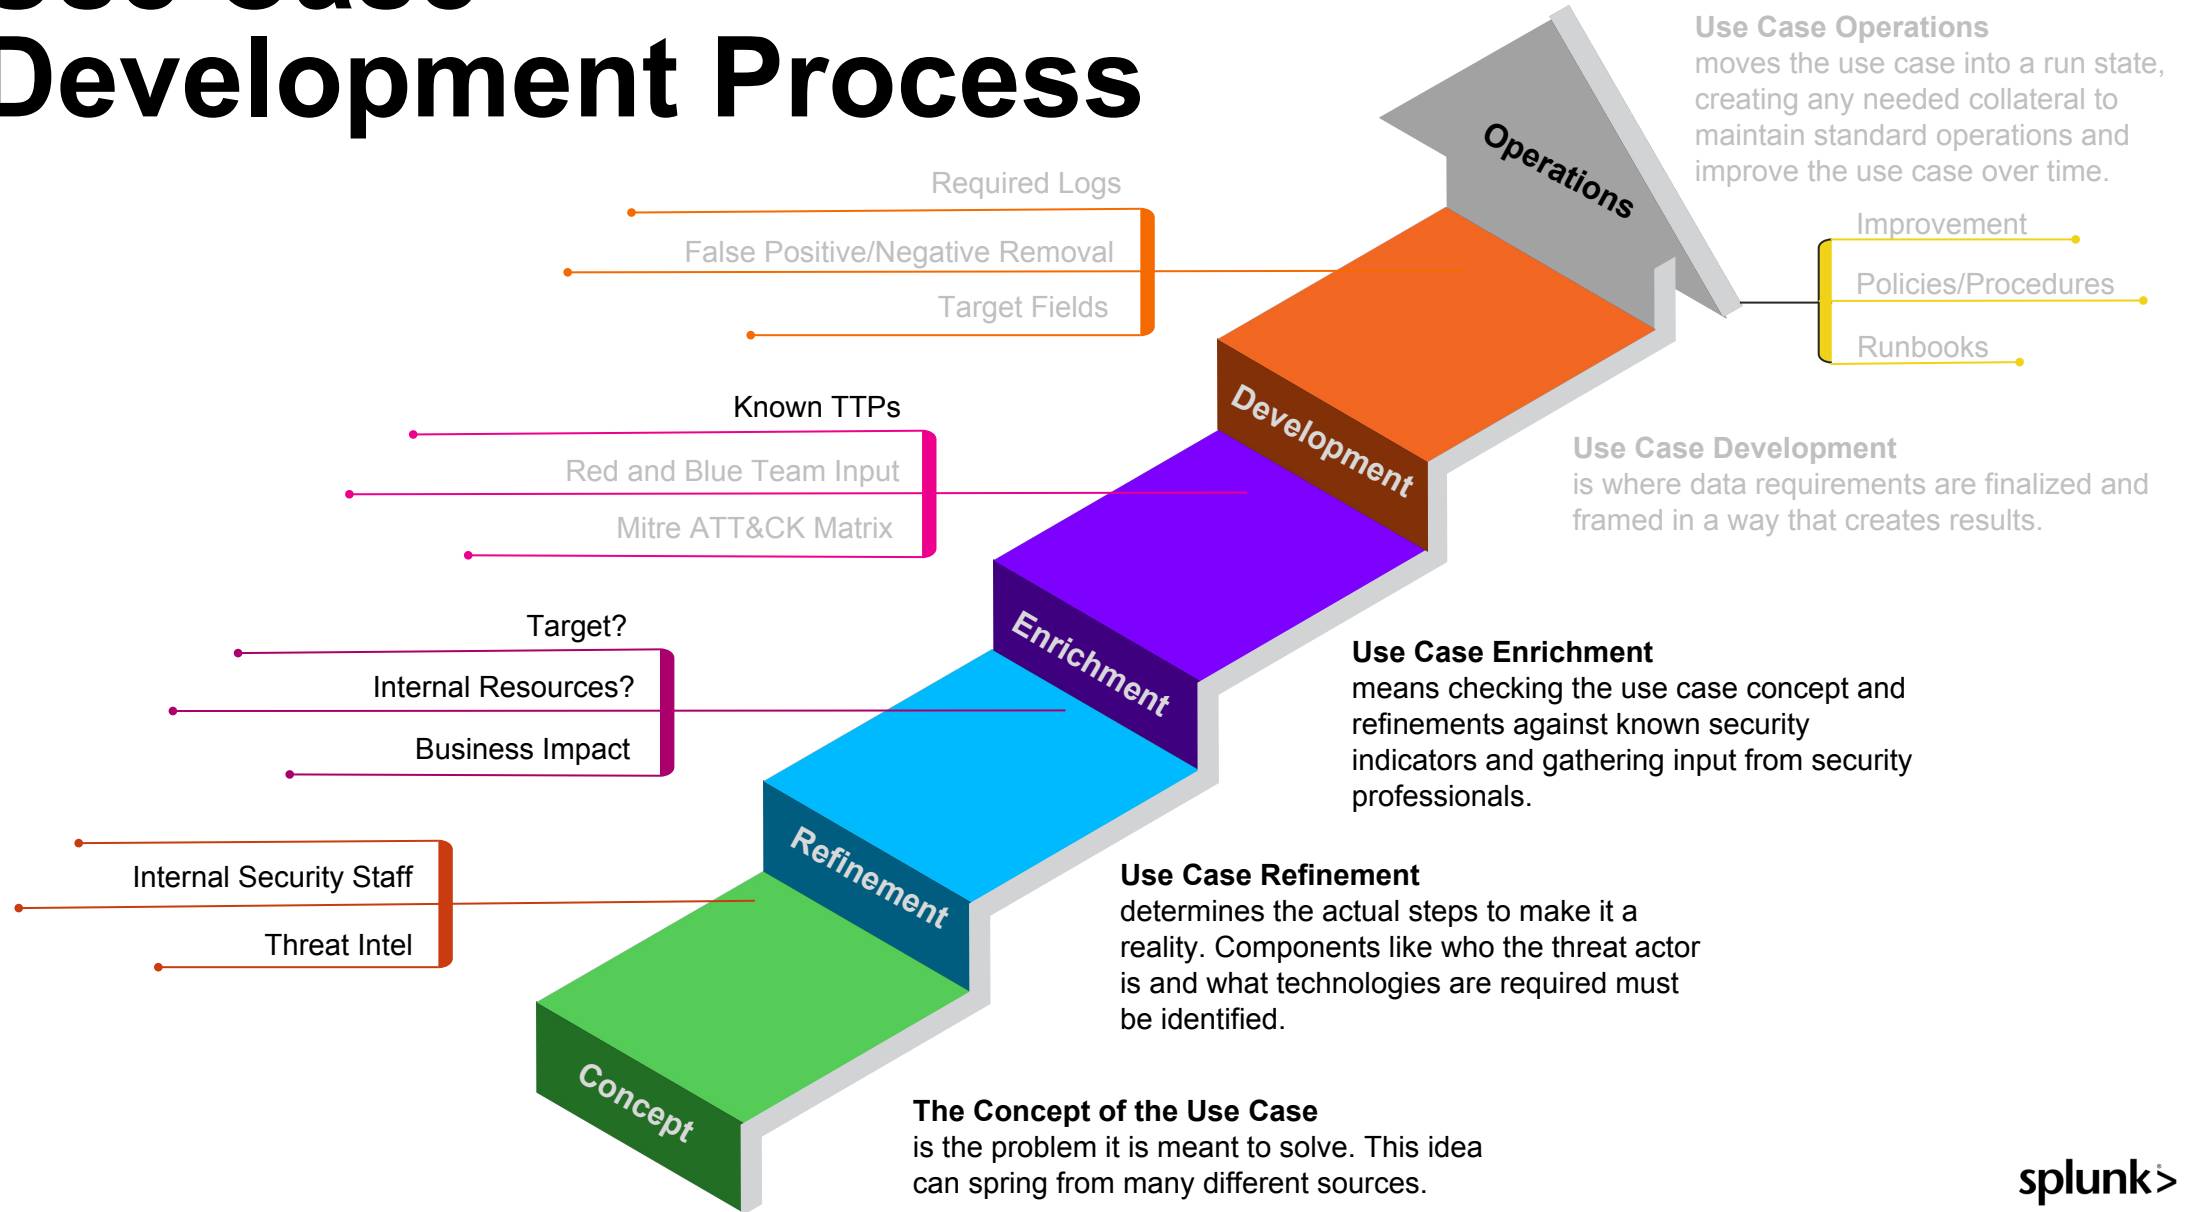 Use Case
Development Process
Use Case Operations
moves the use case into a run state,
creating any needed collateral to
maintain standard operations and
improve the use case over time.
Operations
Improvement
Policies/Procedures
Runbooks
Required Logs
False Positive/Negative Removal
Target Fields
Development
Use Case Development
is where data requirements are finalized and
framed in a way that creates results.
Known TTPs
Red and Blue Team Input
Mitre ATT&CK Matrix
Enrichment
Use Case Enrichment
means checking the use case concept and
refinements against known security
indicators and gathering input from security
professionals.
Target?
Internal Resources?
Business Impact
Refinement
Use Case Refinement
determines the actual steps to make it a
reality. Components like who the threat actor
is and what technologies are required must
be identified.
Internal Security Staff
Threat Intel
Concept
The Concept of the Use Case
is the problem it is meant to solve. This idea
can spring from many different sources.
splunk>